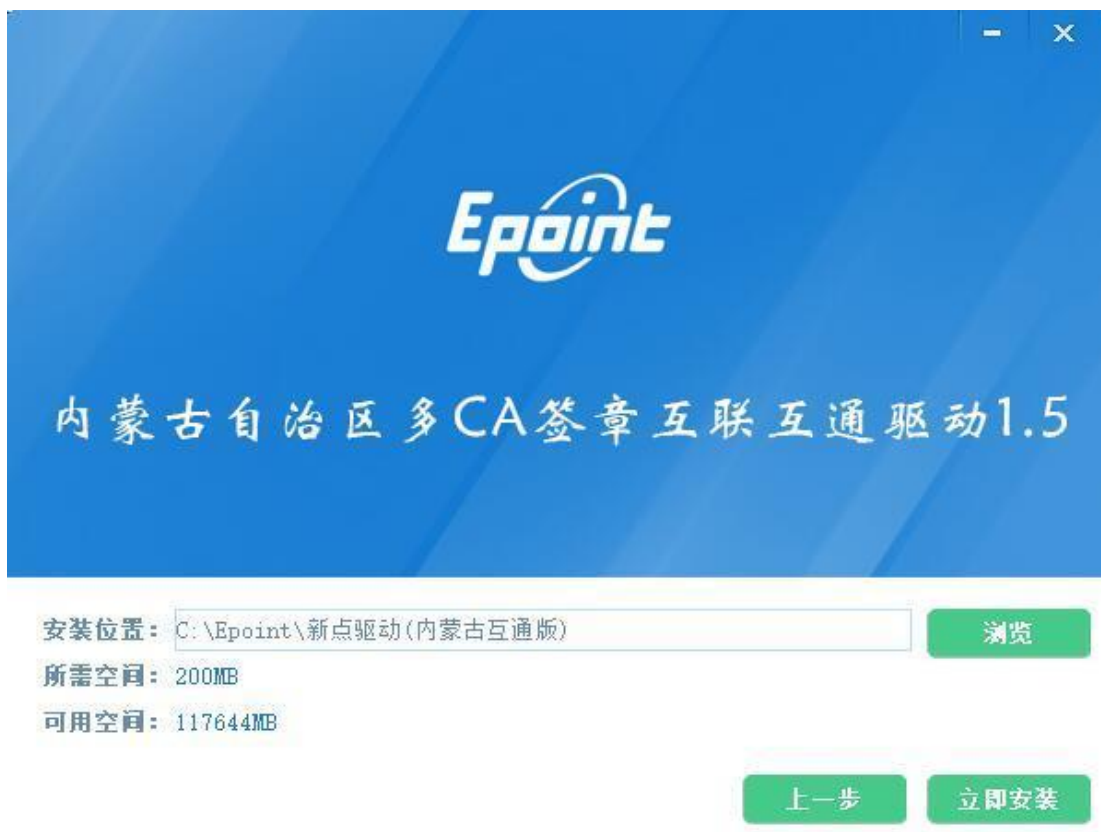 Epoint
内蒙古自治区多CA签章互联互通驱动1.5
安装位置： C:\Epoint\新点驱动(内蒙古互通版) 浏览
所需空间： 200MB
可用空间： 117644MB
上一步 立即安装